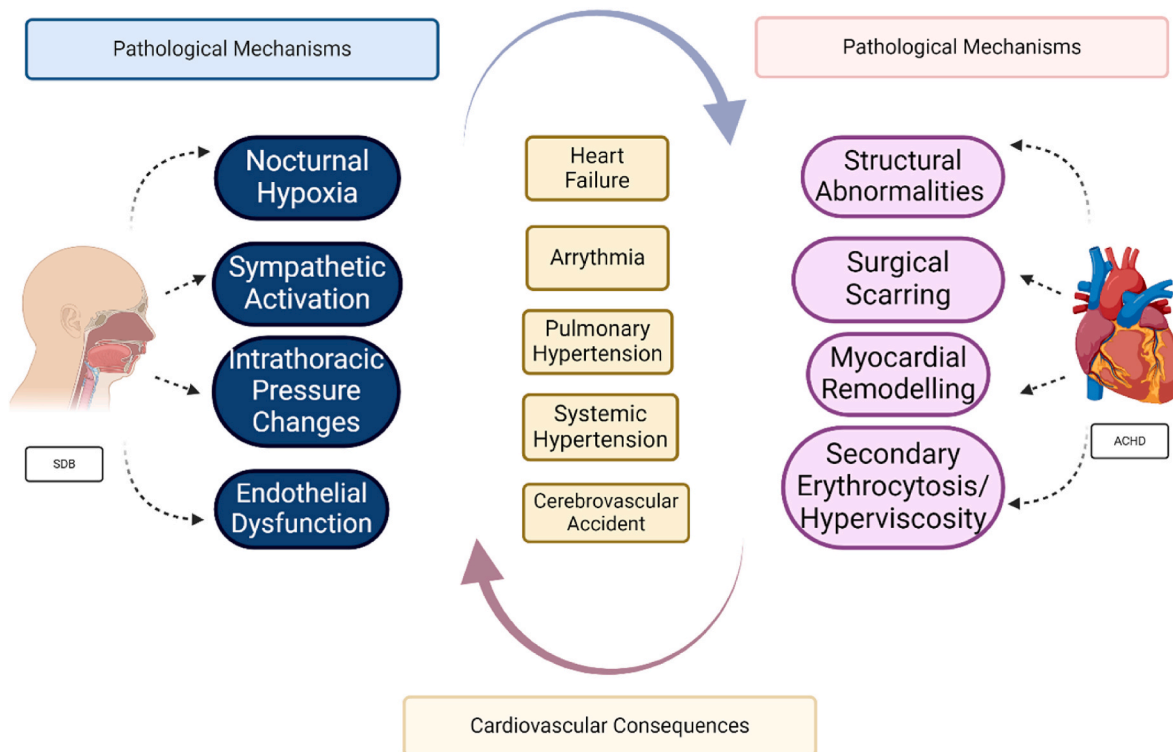 Pathological Mechanisms
Pathological Mechanisms
Nocturnal
Hypoxia
Sympathetic
Activation
Intrathoracic
Pressure
Changes
Endothelial
Dysfunction
SDB
Heart
Failure
Arrythmia
Pulmonary
Hypertension
Systemic
Hypertension
Cerebrovascular
Accident
Structural
Abnormalities
Surgical
Scarring
Myocardial
Remodelling
Secondary
Erythrocytosis/
Hyperviscosity
ACHD
Cardiovascular Consequences